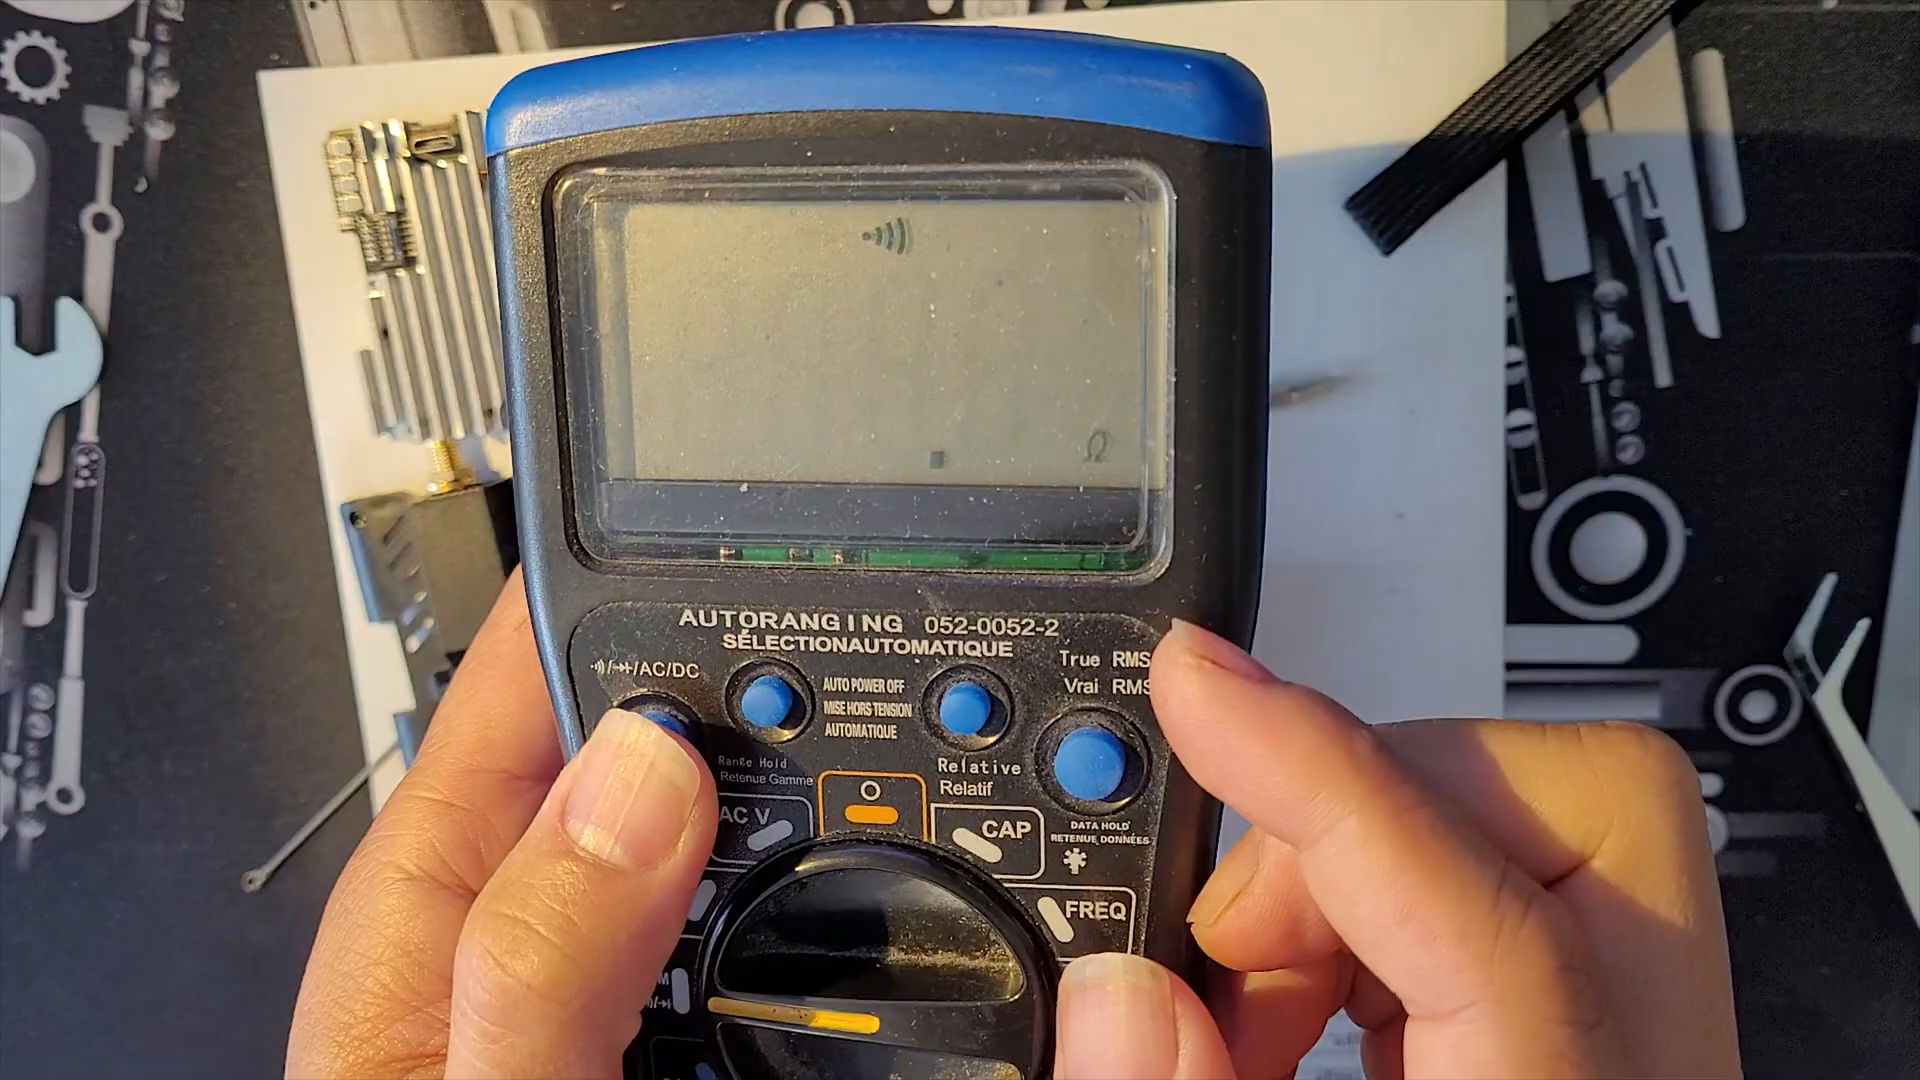 Ω
AUTORANGING 052-0052-2
SÉLECTIONAUTOMATIQUE
/AC/DC
AUTO POWER OFF
MISE HORS TENSION
AUTOMATIQUE
True RMS
Vrai RMS
Range Hold
Retenue Gamme
Relative
Relatif
DATA HOLD
RETENUE DONNÉES
AC V
CAP
FREQ
M